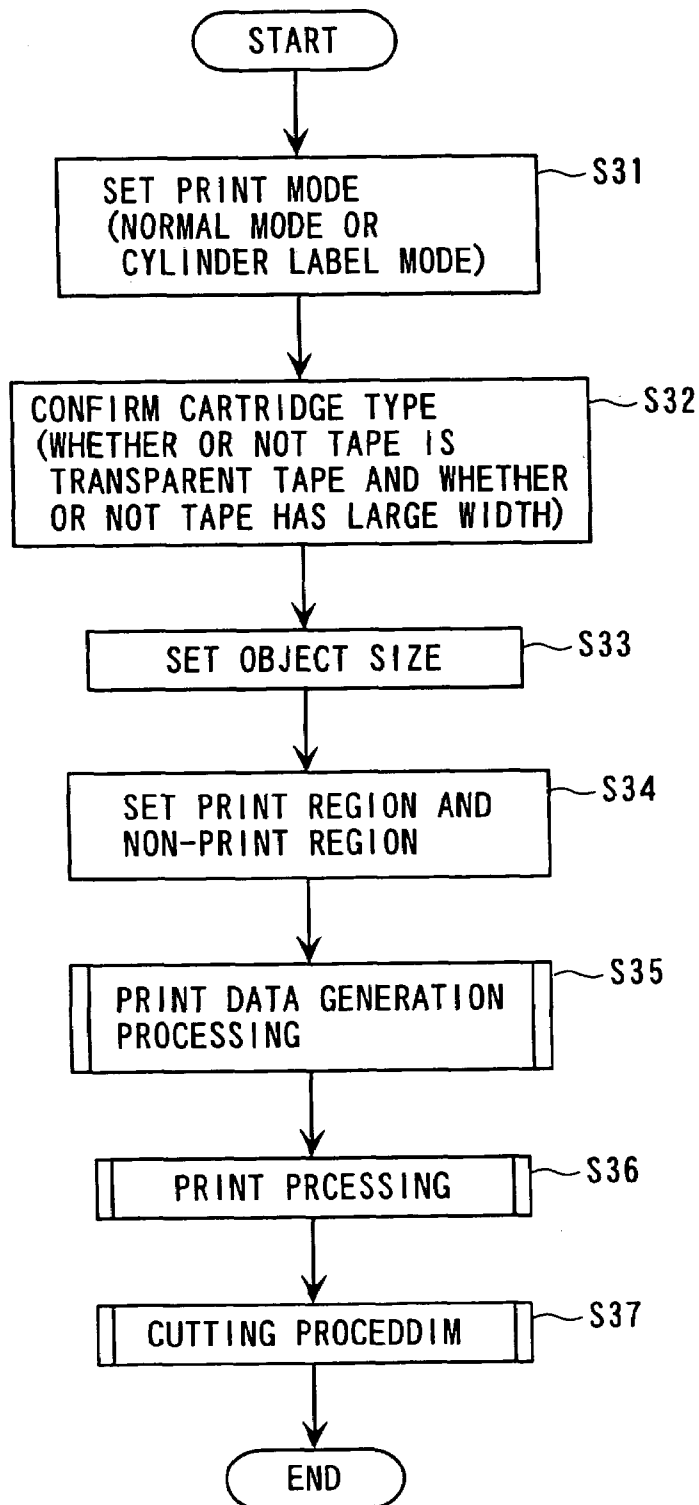 START
SET PRINT MODE
(NORMAL MODE OR
CYLINDER LABEL MODE)
S31
CONFIRM CARTRIDGE TYPE
(WHETHER OR NOT TAPE IS
TRANSPARENT TAPE AND WHETHER
OR NOT TAPE HAS LARGE WIDTH)
S32
SET OBJECT SIZE
S33
SET PRINT REGION AND
NON-PRINT REGION
S34
PRINT DATA GENERATION
PROCESSING
S35
PRINT PRCESSING
S36
CUTTING PROCEDDIM
S37
END